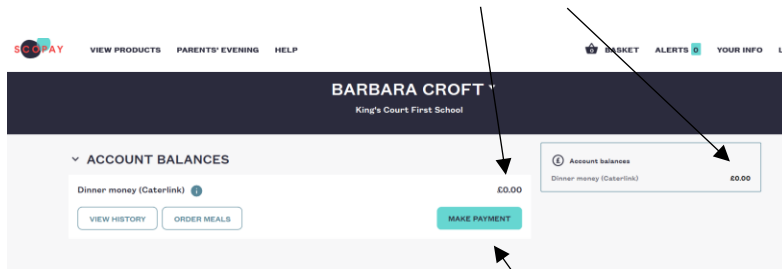 SCOPAY VIEW PRODUCTS PARENTS' EVENING HELP 0 BASKET ALERTS 0 YOUR INFO L
BARBARA CROFT
King's Court First School
ACCOUNT BALANCES
Dinner money (Caterlink) i £0.00
VIEW HISTORY ORDER MEALS MAKE PAYMENT
£ Account balances
Dinner money (Caterlink) £0.00